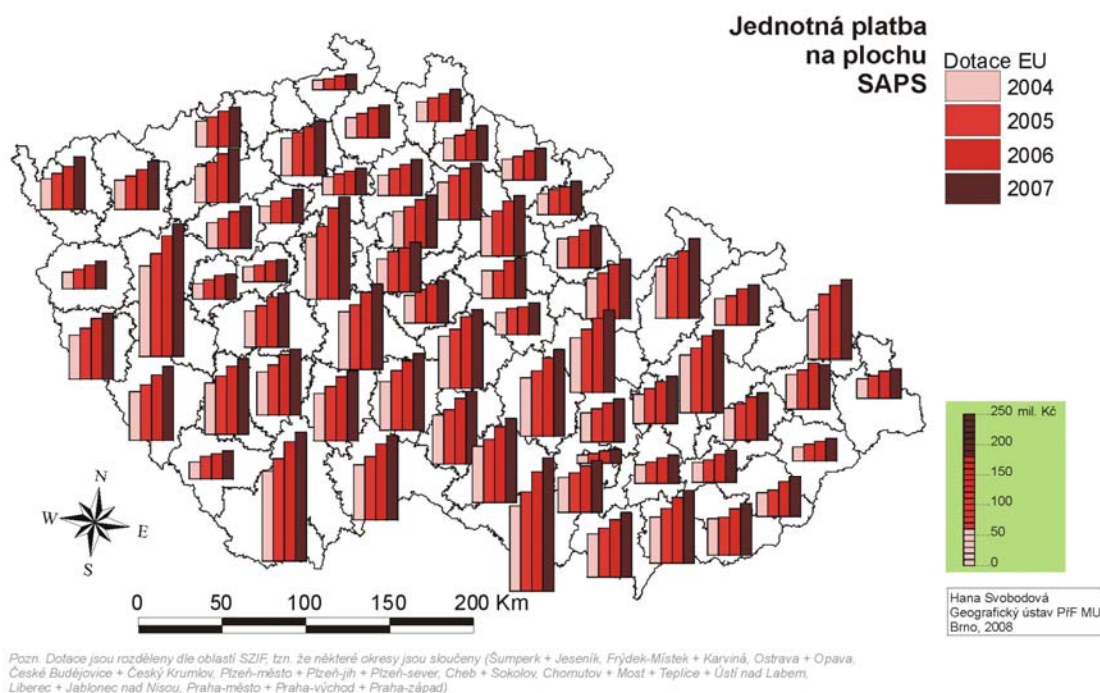 Jednotná platba
na plochu
SAPS
Dotace EU
2004
2005
2006
2007
N
W
E
S
250 mil. Kč
200
150
100
50
0
0 50 100 150 200 Km
Hana Svobodová
Geografický ústav PřF MU
Brno, 2008
Pozn. Dotace jsou rozděleny dle oblastí SZIF, tzn. že některé okresy jsou sloučeny (Šumperk + Jeseník, Frýdek-Místek + Karviná, Ostrava + Opava,
České Budějovice + Český Krumlov, Plzeň-město + Plzeň-jih + Plzeň-sever, Cheb + Sokolov, Chomutov + Most + Teplice + Ústí nad Labem,
Liberec + Jablonec nad Nisou, Praha-město + Praha-východ + Praha-západ)